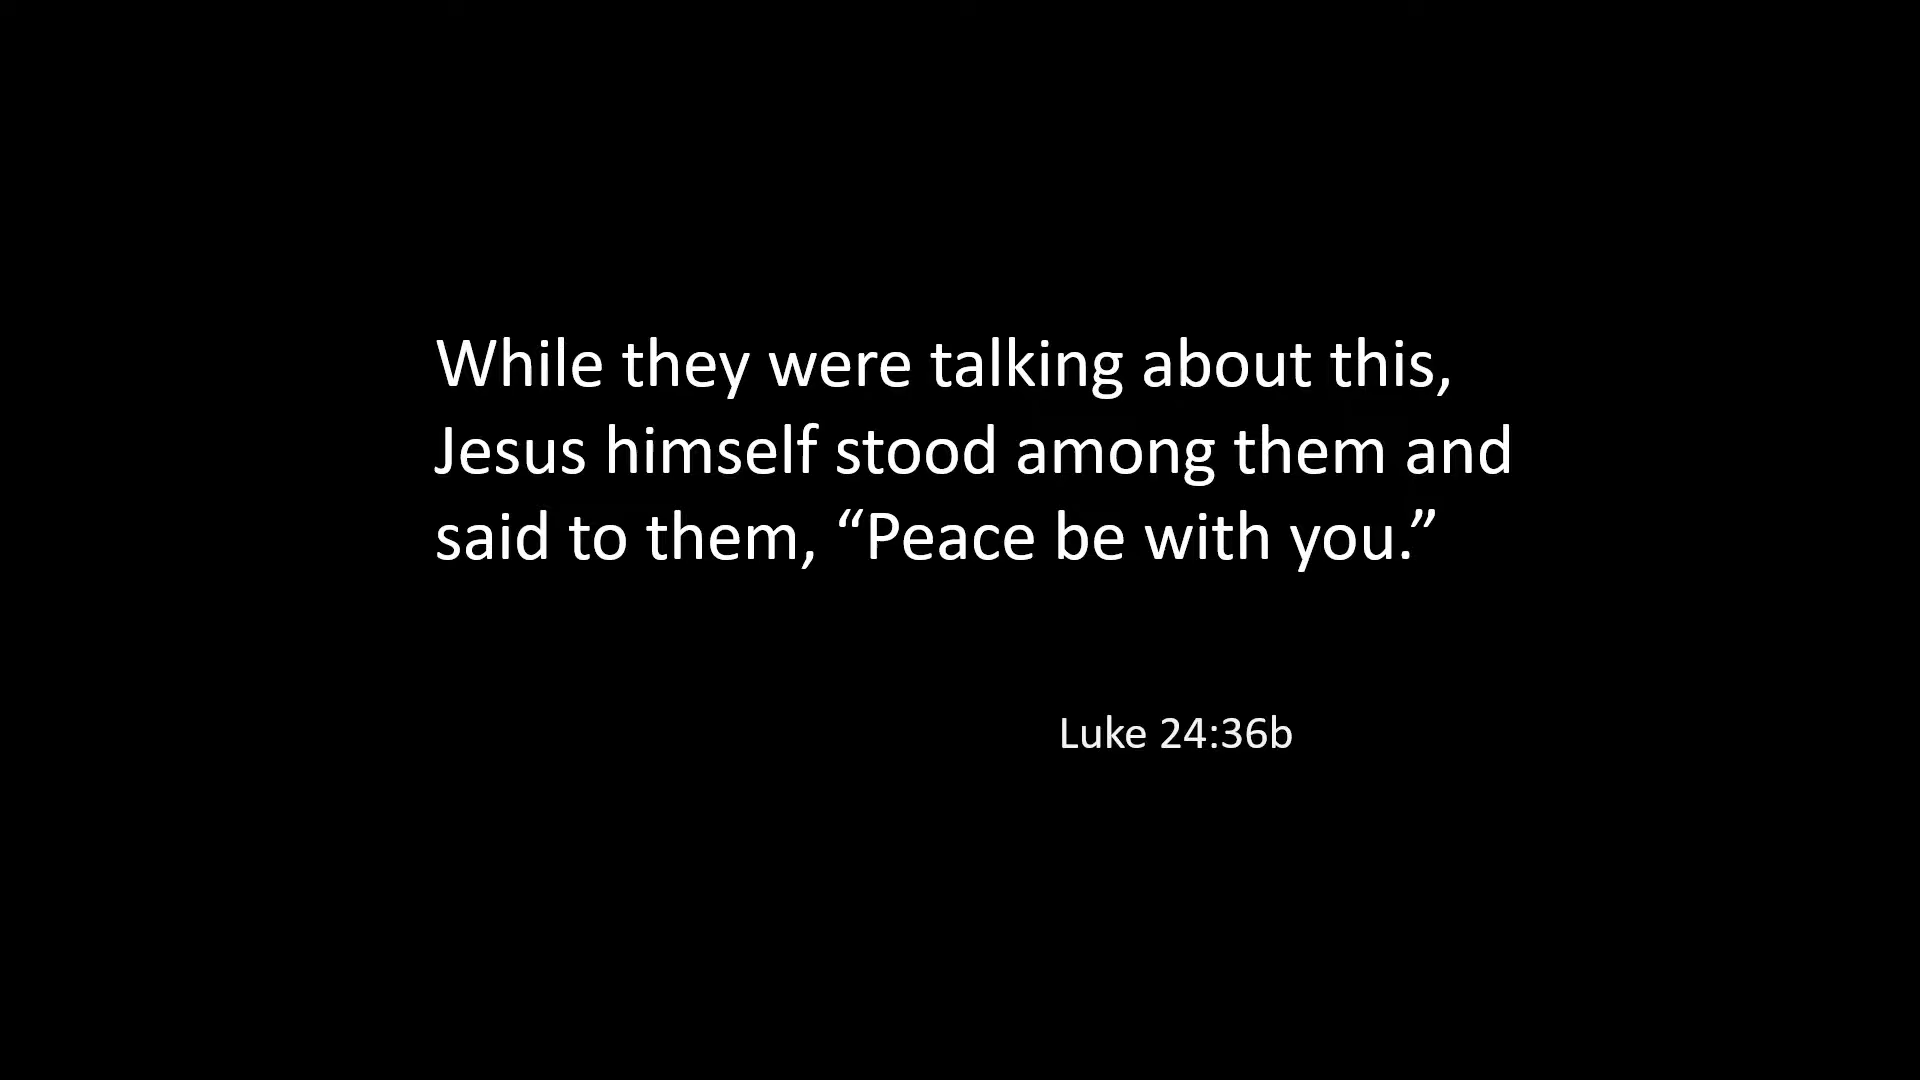 While they were talking about this,
Jesus himself stood among them and
said to them, “Peace be with you.”
Luke 24:36b